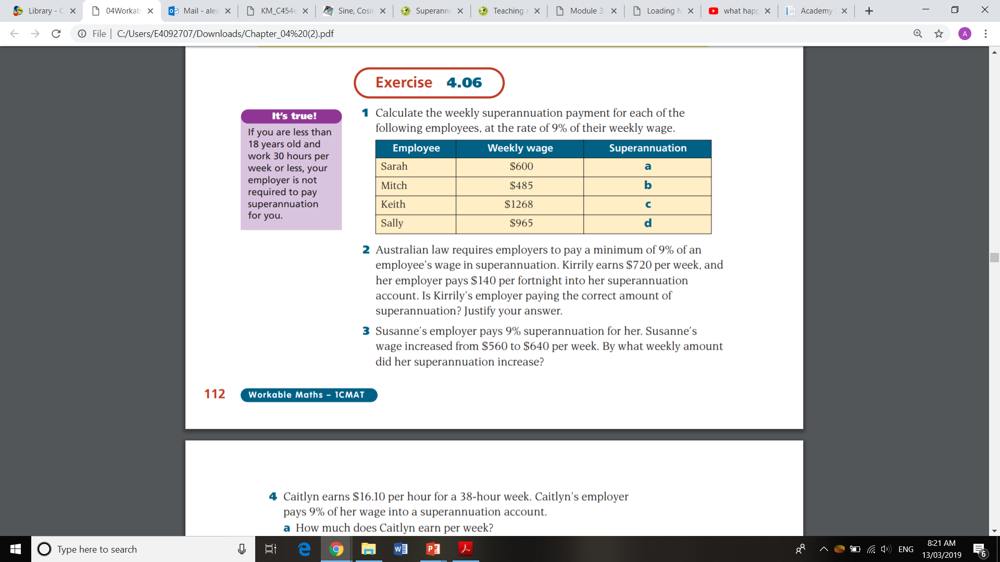 Library - C
04Workab
Mail - alex
KM_C454e
Sine, Cosin
Superannu
Teaching r
Module 3:
Loading M
what happ
Academy
File
C:/Users/E4092707/Downloads/Chapter_04%20(2).pdf
A
Exercise 4.06
It's true!
If you are less than
18 years old and
work 30 hours per
week or less, your
employer is not
required to pay
superannuation
for you.
1 Calculate the weekly superannuation payment for each of the
following employees, at the rate of 9% of their weekly wage.
Employee Weekly wage Superannuation
Sarah $600 a
Mitch $485 b
Keith $1268 c
Sally $965 d
2 Australian law requires employers to pay a minimum of 9% of an
employee's wage in superannuation. Kirrily earns $720 per week, and
her employer pays $140 per fortnight into her superannuation
account. Is Kirrily's employer paying the correct amount of
superannuation? Justify your answer.
3 Susanne's employer pays 9% superannuation for her. Susanne's
wage increased from $560 to $640 per week. By what weekly amount
did her superannuation increase?
112 Workable Maths – 1CMAT
4 Caitlyn earns $16.10 per hour for a 38-hour week. Caitlyn's employer
pays 9% of her wage into a superannuation account.
a How much does Caitlyn earn per week?
Type here to search
ENG
8:21 AM
13/03/2019
6